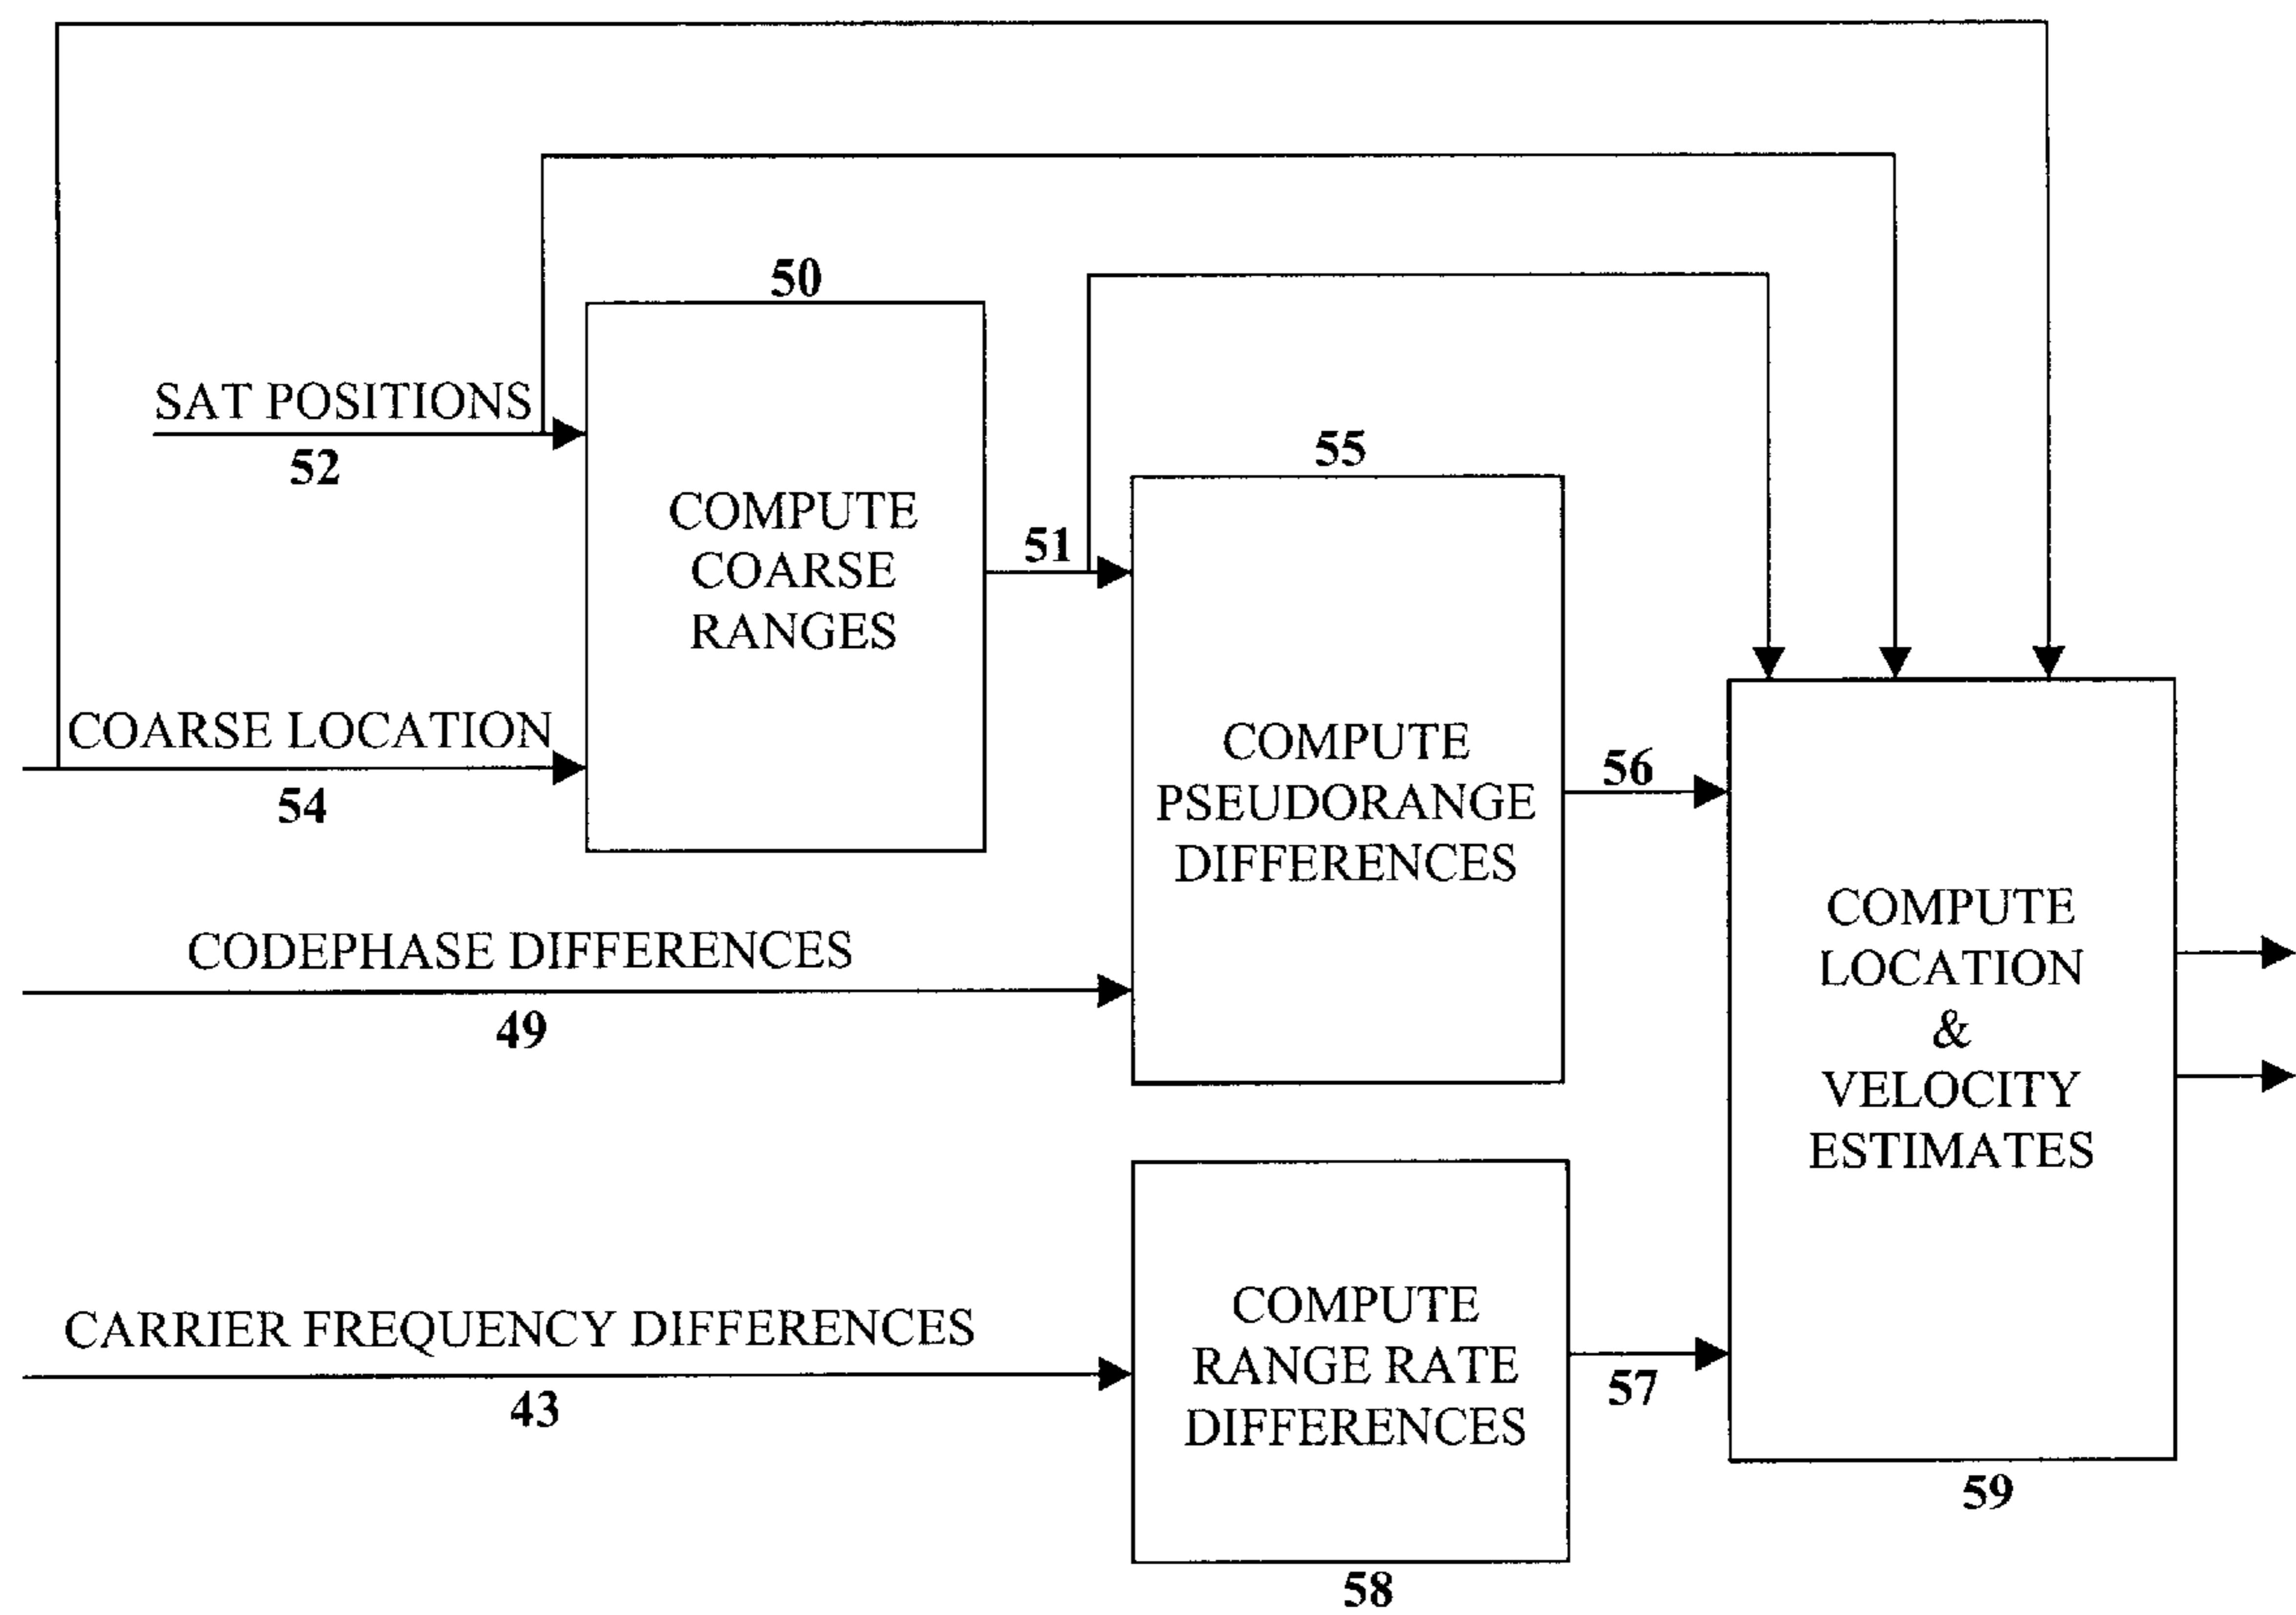 50
SAT POSITIONS
52
COMPUTE
COARSE
RANGES
51
55
COARSE LOCATION
54
COMPUTE
PSEUDORANGE
DIFFERENCES
56
CODEPHASE DIFFERENCES
49
COMPUTE
LOCATION
&
VELOCITY
ESTIMATES
CARRIER FREQUENCY DIFFERENCES
43
COMPUTE
RANGE RATE
DIFFERENCES
57
59
58